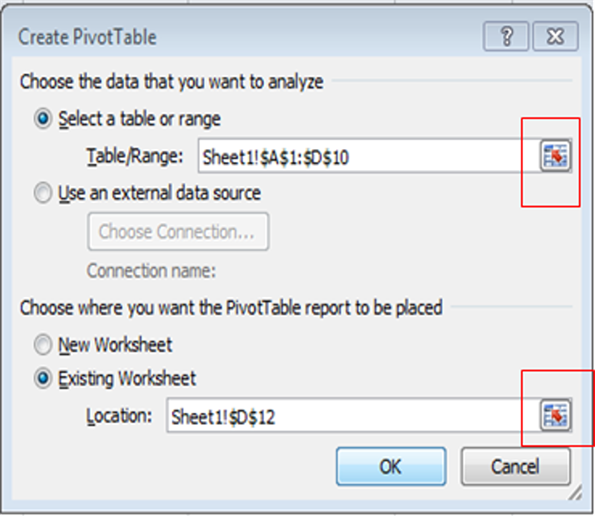 Create PivotTable
?
Choose the data that you want to analyze
Select a table or range
Table/Range: Sheet1!$A$1:$D$10
Use an external data source
Choose Connection...
Connection name:
Choose where you want the PivotTable report to be placed
New Worksheet
Existing Worksheet
Location: Sheet1!$D$12
OK Cancel